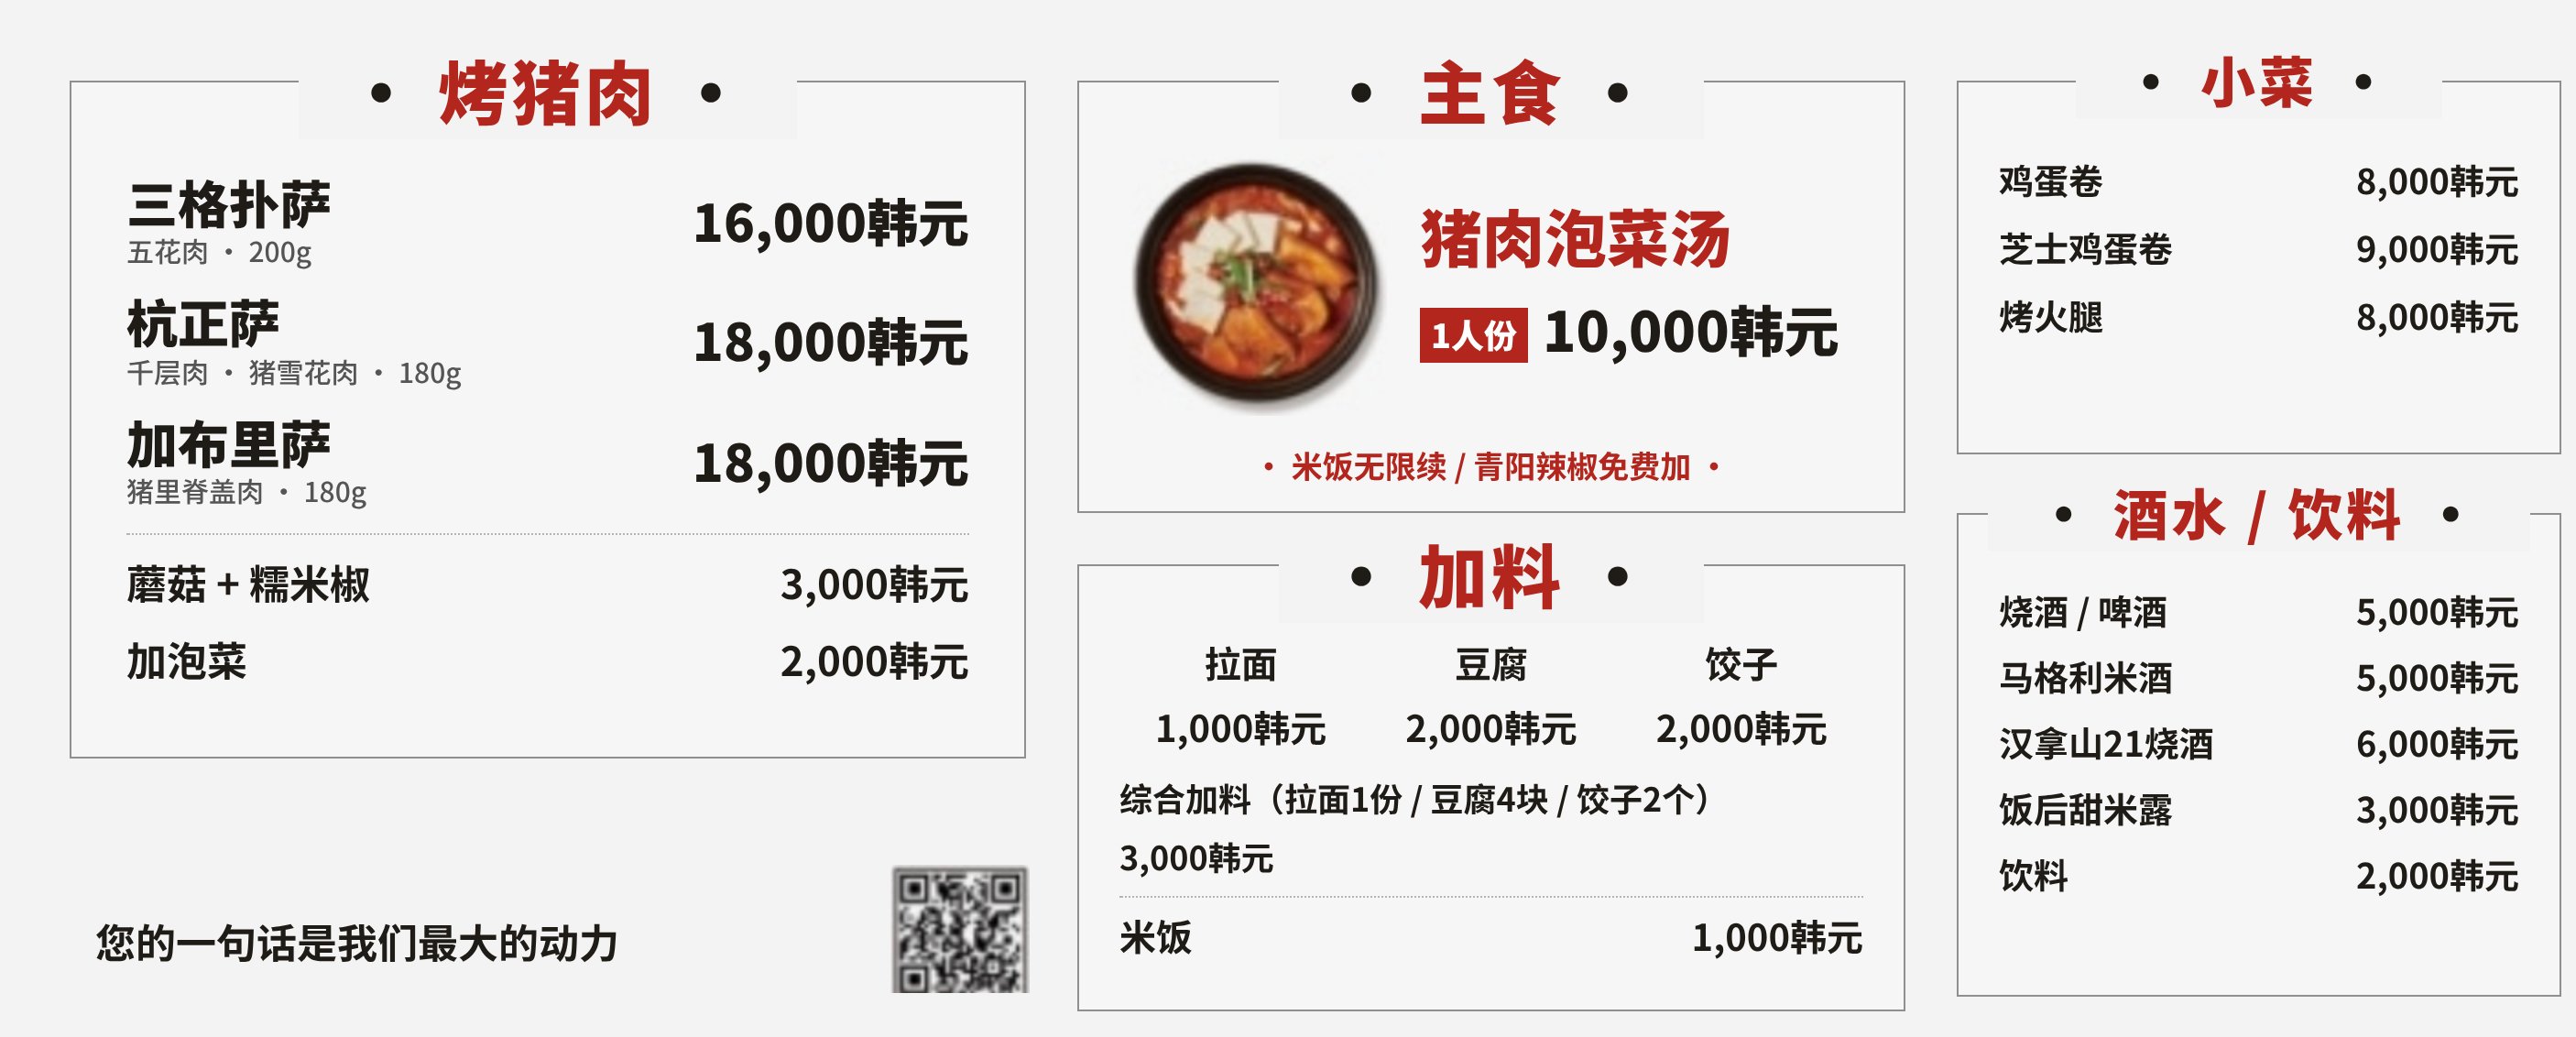 • 烤猪肉 •
三格扑萨
五花肉 · 200g
16,000韩元
杭正萨
千层肉 · 猪雪花肉 · 180g
18,000韩元
加布里萨
猪里脊盖肉 · 180g
18,000韩元
蘑菇 + 糯米椒 3,000韩元
加泡菜 2,000韩元
您的一句话是我们最大的动力
• 主食 •
猪肉泡菜汤
1人份 10,000韩元
· 米饭无限续 / 青阳辣椒免费加 ·
• 加料 •
拉面 豆腐 饺子
1,000韩元 2,000韩元 2,000韩元
综合加料（拉面1份 / 豆腐4块 / 饺子2个）
3,000韩元
米饭 1,000韩元
• 小菜 •
鸡蛋卷 8,000韩元
芝士鸡蛋卷 9,000韩元
烤火腿 8,000韩元
• 酒水 / 饮料 •
烧酒 / 啤酒 5,000韩元
马格利米酒 5,000韩元
汉拿山21烧酒 6,000韩元
饭后甜米露 3,000韩元
饮料 2,000韩元